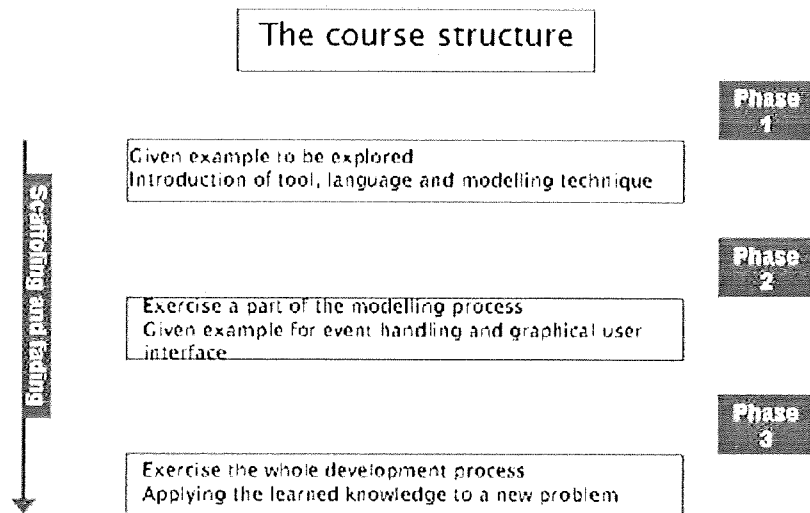 The course structure
Phase
1
Given example to be explored
Introduction of tool, language and modelling technique
Scaffolding and fading
Phase
2
Exercise a part of the modelling process
Given example for event handling and graphical user
interface
Phase
3
Exercise the whole development process
Applying the learned knowledge to a new problem